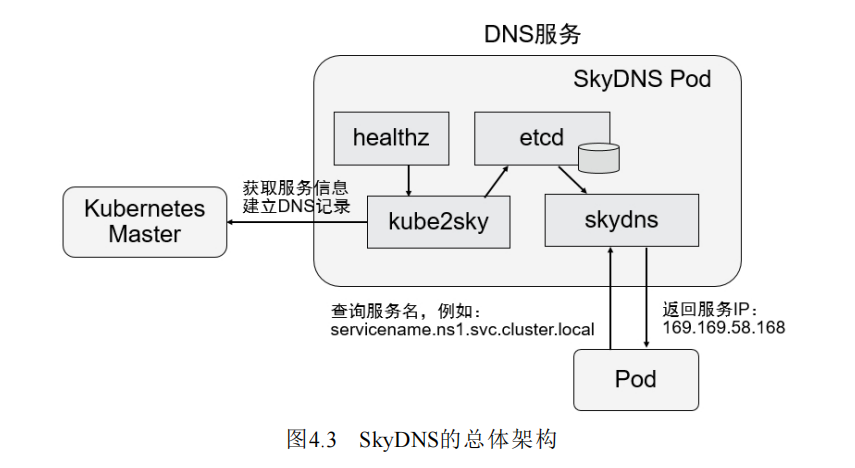 DNS服务
SkyDNS Pod
healthz
etcd
获取服务信息
建立DNS记录
Kubernetes
Master
kube2sky
skydns
查询服务名，例如：
servicename.ns1.svc.cluster.local
返回服务IP：
169.169.58.168
Pod
图4.3 SkyDNS的总体架构